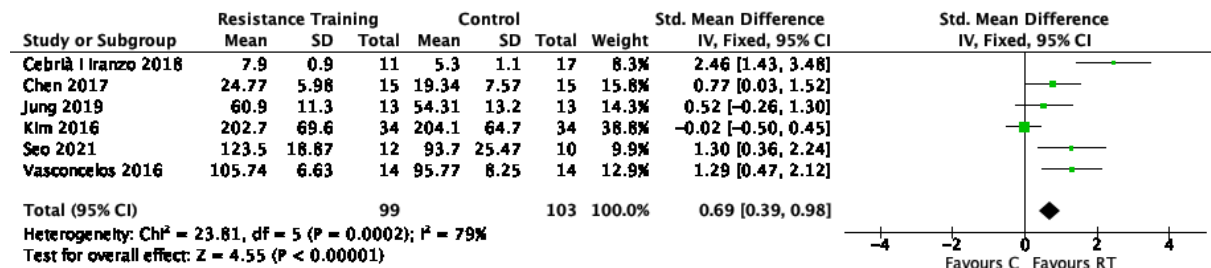 Resistance Training Control Std. Mean Difference Std. Mean Difference
Study or Subgroup Mean SD Total Mean SD Total Weight IV, Fixed, 95% CI IV, Fixed, 95% CI
Cebrià I Iranzo 2018 7.9 0.9 11 5.3 1.1 17 8.3% 2.46 [1.43, 3.48]
Chen 2017 24.77 5.98 15 19.34 7.57 15 15.8% 0.77 [0.03, 1.52]
Jung 2019 60.9 11.3 13 54.31 13.2 13 14.3% 0.52 [−0.26, 1.30]
Kim 2016 202.7 69.6 34 204.1 64.7 34 38.8% −0.02 [−0.50, 0.45]
Seo 2021 123.5 18.87 12 93.7 25.47 10 9.9% 1.30 [0.36, 2.24]
Vasconcelos 2016 105.74 6.63 14 95.77 8.25 14 12.9% 1.29 [0.47, 2.12]
Total (95% CI) 99 103 100.0% 0.69 [0.39, 0.98]
Heterogeneity: Chi² = 23.81, df = 5 (P = 0.0002); I² = 79%
Test for overall effect: Z = 4.55 (P < 0.00001)
−4 −2 0 2 4
Favours C Favours RT